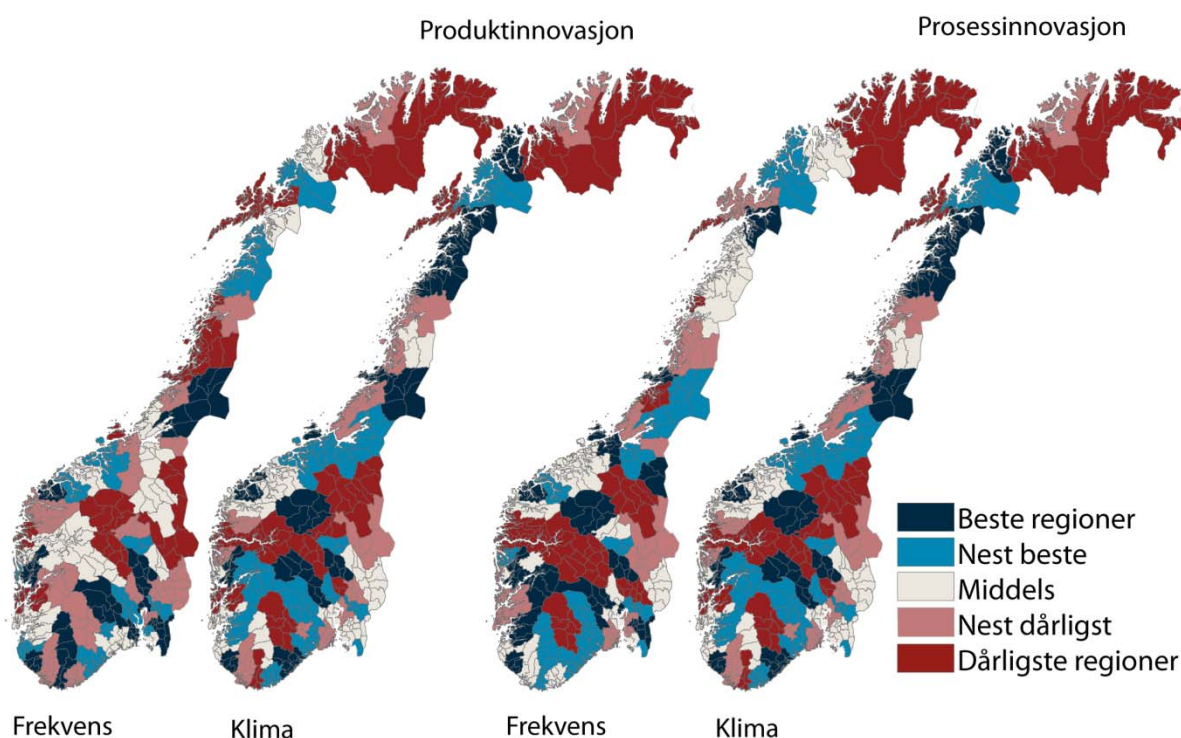 Produktinnovasjon
Prosessinnovasjon
Beste regioner
Nest beste
Middels
Nest dårligst
Dårligste regioner
Frekvens
Klima
Frekvens
Klima